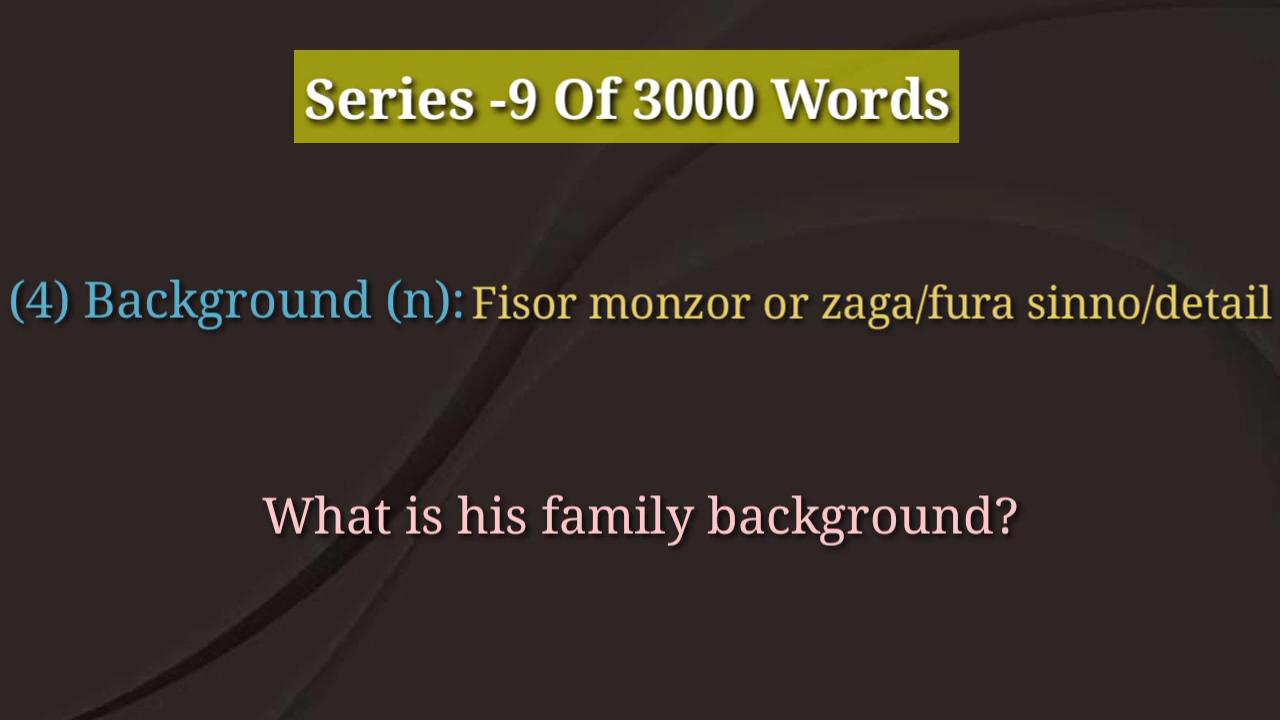 Series -9 Of 3000 Words
(4) Background (n): Fisor monzor or zaga/fura sinno/detail
What is his family background?